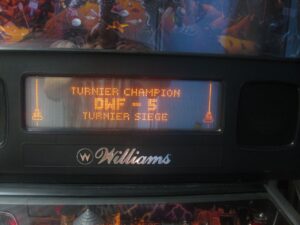 TURNIER CHAMPION
DWF - 5
TURNIER SIEGE
W Williams